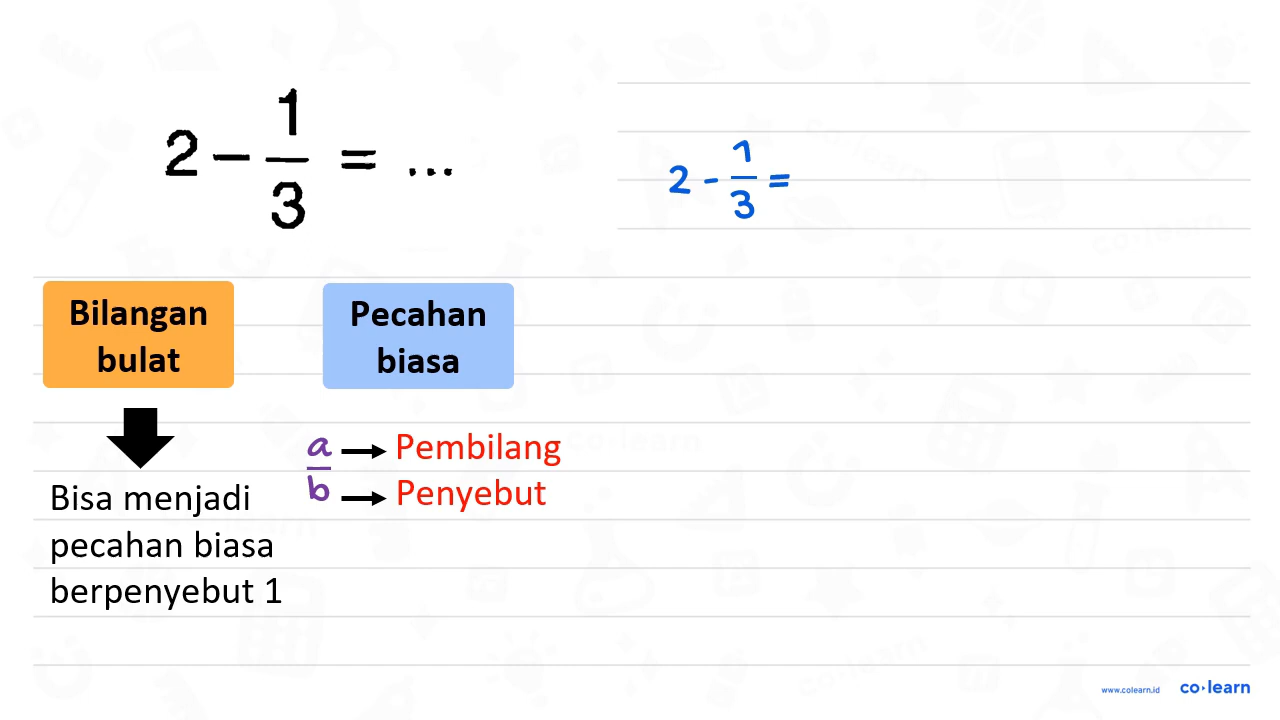 2 - 1/3 = ...
2 - 1/3 =
Bilangan
bulat
Pecahan
biasa
a → Pembilang
b → Penyebut
Bisa menjadi
pecahan biasa
berpenyebut 1
www.colearn.id
co·learn